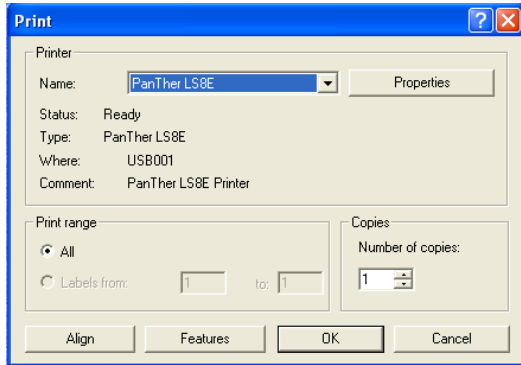 Print
Printer
Name: PanTher LS8E Properties
Status: Ready
Type: PanTher LS8E
Where: USB001
Comment: PanTher LS8E Printer
Print range
All
Labels from: 1 to: 1
Copies
Number of copies:
1
Align Features OK Cancel